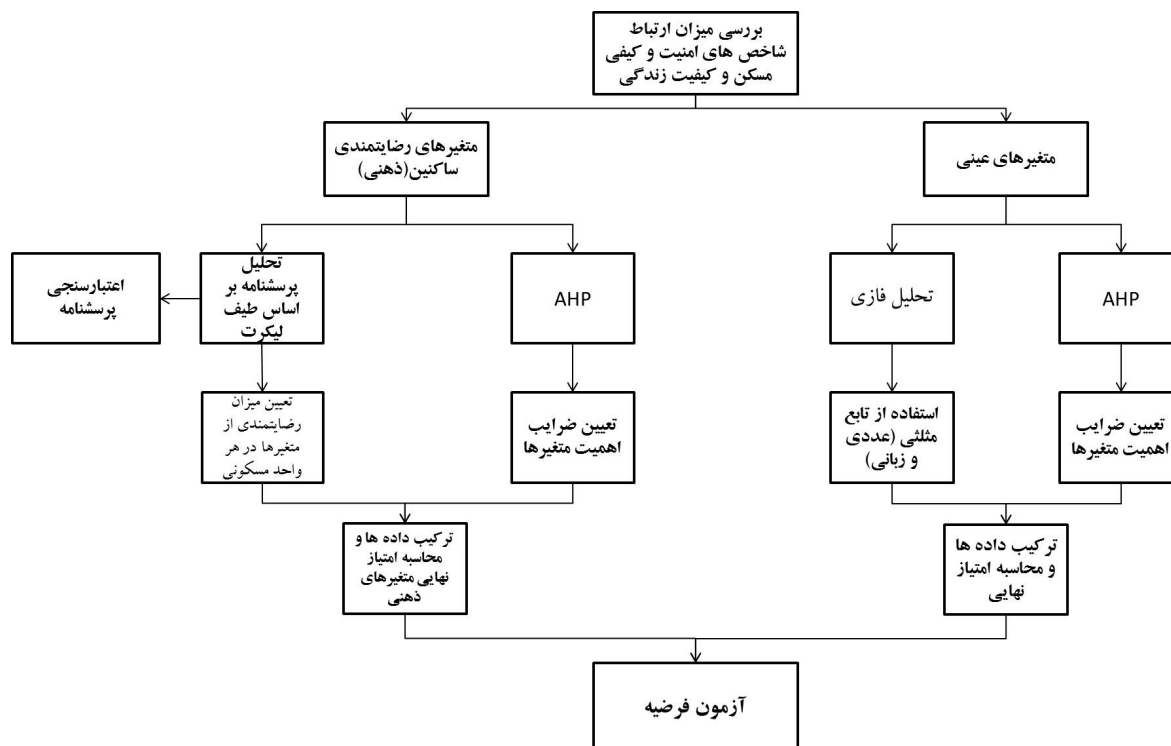 بررسی میزان ارتباط
شاخص های امنیت و کیفی
مسکن و کیفیت زندگی
متغیرهای عینی
متغیرهای رضایتمندی
ساکنین(ذهنی)
AHP
تحلیل فازی
AHP
تحلیل
پرسشنامه بر
اساس طیف
لیکرت
اعتبارسنجی
پرسشنامه
تعیین ضرایب
اهمیت متغیرها
استفاده از تابع
مثلثی (عددی
و زبانی)
تعیین ضرایب
اهمیت متغیرها
تعیین میزان
رضایتمندی از
متغیرها در هر
واحد مسکونی
ترکیب داده ها
و محاسبه امتیاز
نهایی
ترکیب داده ها و
محاسبه امتیاز
نهایی متغیرهای
ذهنی
آزمون فرضیه